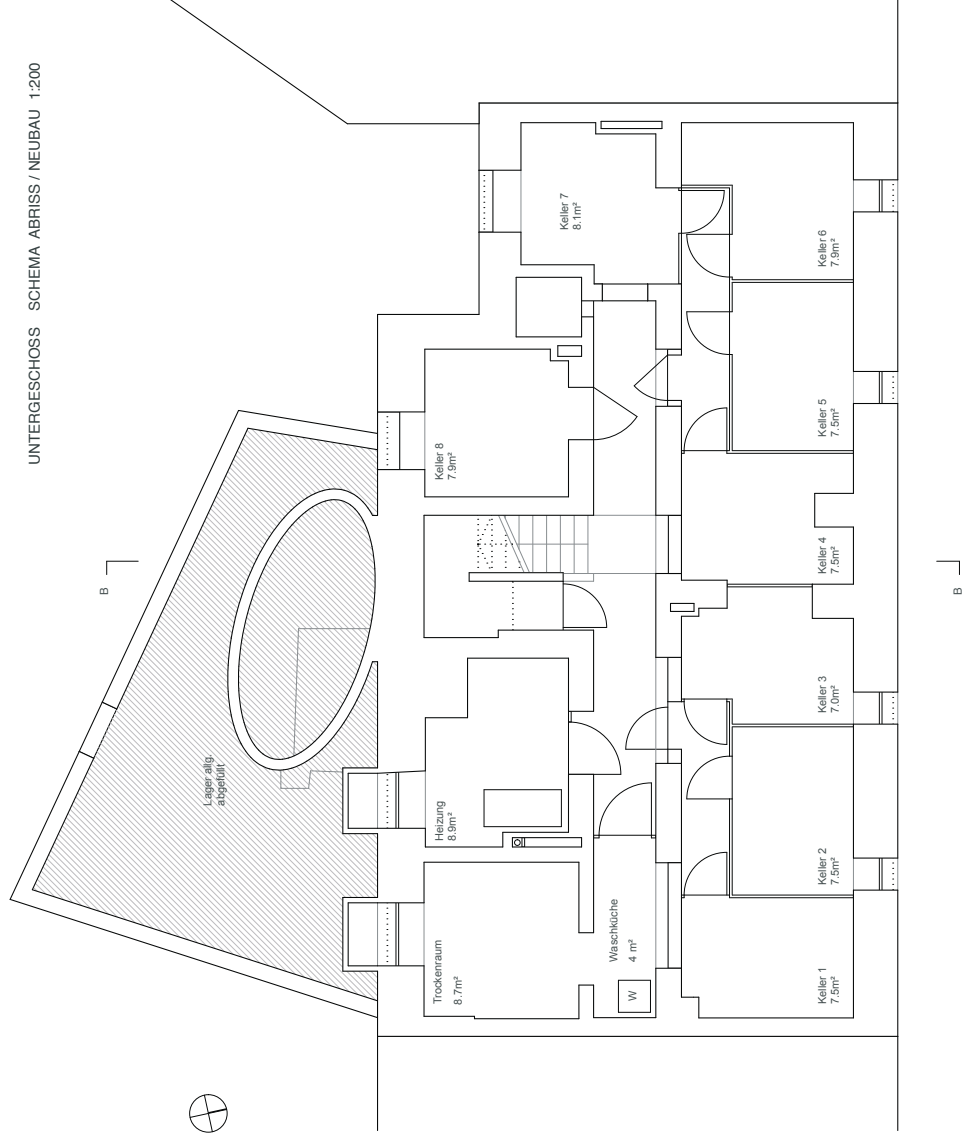 UNTERGESCHOSS SCHEMA ABRISS / NEUBAU 1:200
Keller 7
8.1m²
Keller 6
7.9m²
Keller 5
7.5m²
Keller 8
7.9m²
Keller 4
7.5m²
B
B
Keller 3
7.0m²
Lager allg.
abgefüllt
Heizung
8.9m²
Keller 2
7.5m²
Trockenraum
8.7m²
Waschküche
4 m²
W
Keller 1
7.5m²